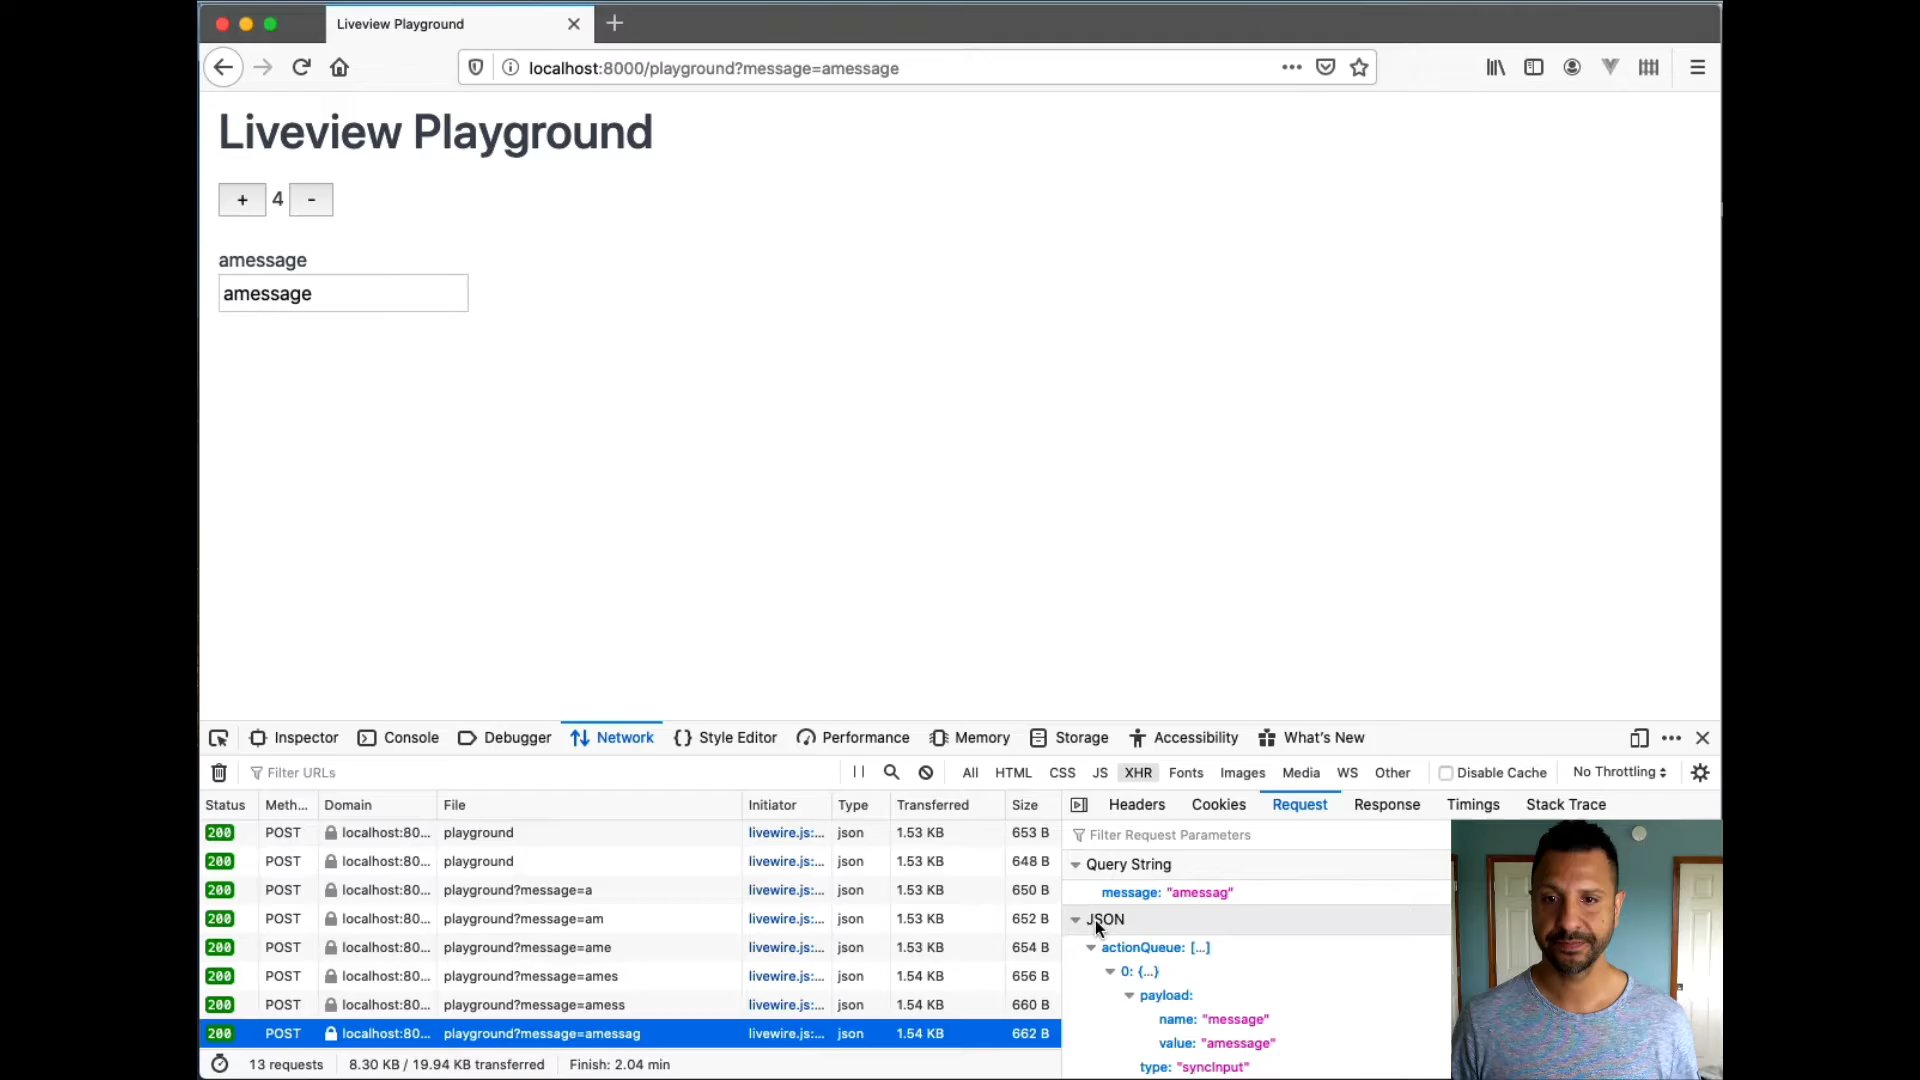 Liveview Playground
localhost:8000/playground?message=amessage
Liveview Playground
+ 4 -
amessage
amessage
Inspector Console Debugger Network Style Editor Performance Memory Storage Accessibility What's New
Filter URLs All HTML CSS JS XHR Fonts Images Media WS Other Disable Cache No Throttling
Status Meth... Domain File Initiator Type Transferred Size
200 POST localhost:80... playground livewire.js:... json 1.53 KB 653 B
200 POST localhost:80... playground livewire.js:... json 1.53 KB 648 B
200 POST localhost:80... playground?message=a livewire.js:... json 1.53 KB 650 B
200 POST localhost:80... playground?message=am livewire.js:... json 1.53 KB 652 B
200 POST localhost:80... playground?message=ame livewire.js:... json 1.53 KB 654 B
200 POST localhost:80... playground?message=ames livewire.js:... json 1.54 KB 656 B
200 POST localhost:80... playground?message=amess livewire.js:... json 1.54 KB 660 B
200 POST localhost:80... playground?message=amessag livewire.js:... json 1.54 KB 662 B
13 requests 8.30 KB / 19.94 KB transferred Finish: 2.04 min
Headers Cookies Request Response Timings Stack Trace
Filter Request Parameters
Query String
message: "amessag"
JSON
actionQueue: [...]
0: {...}
payload:
name: "message"
value: "amessage"
type: "syncInput"